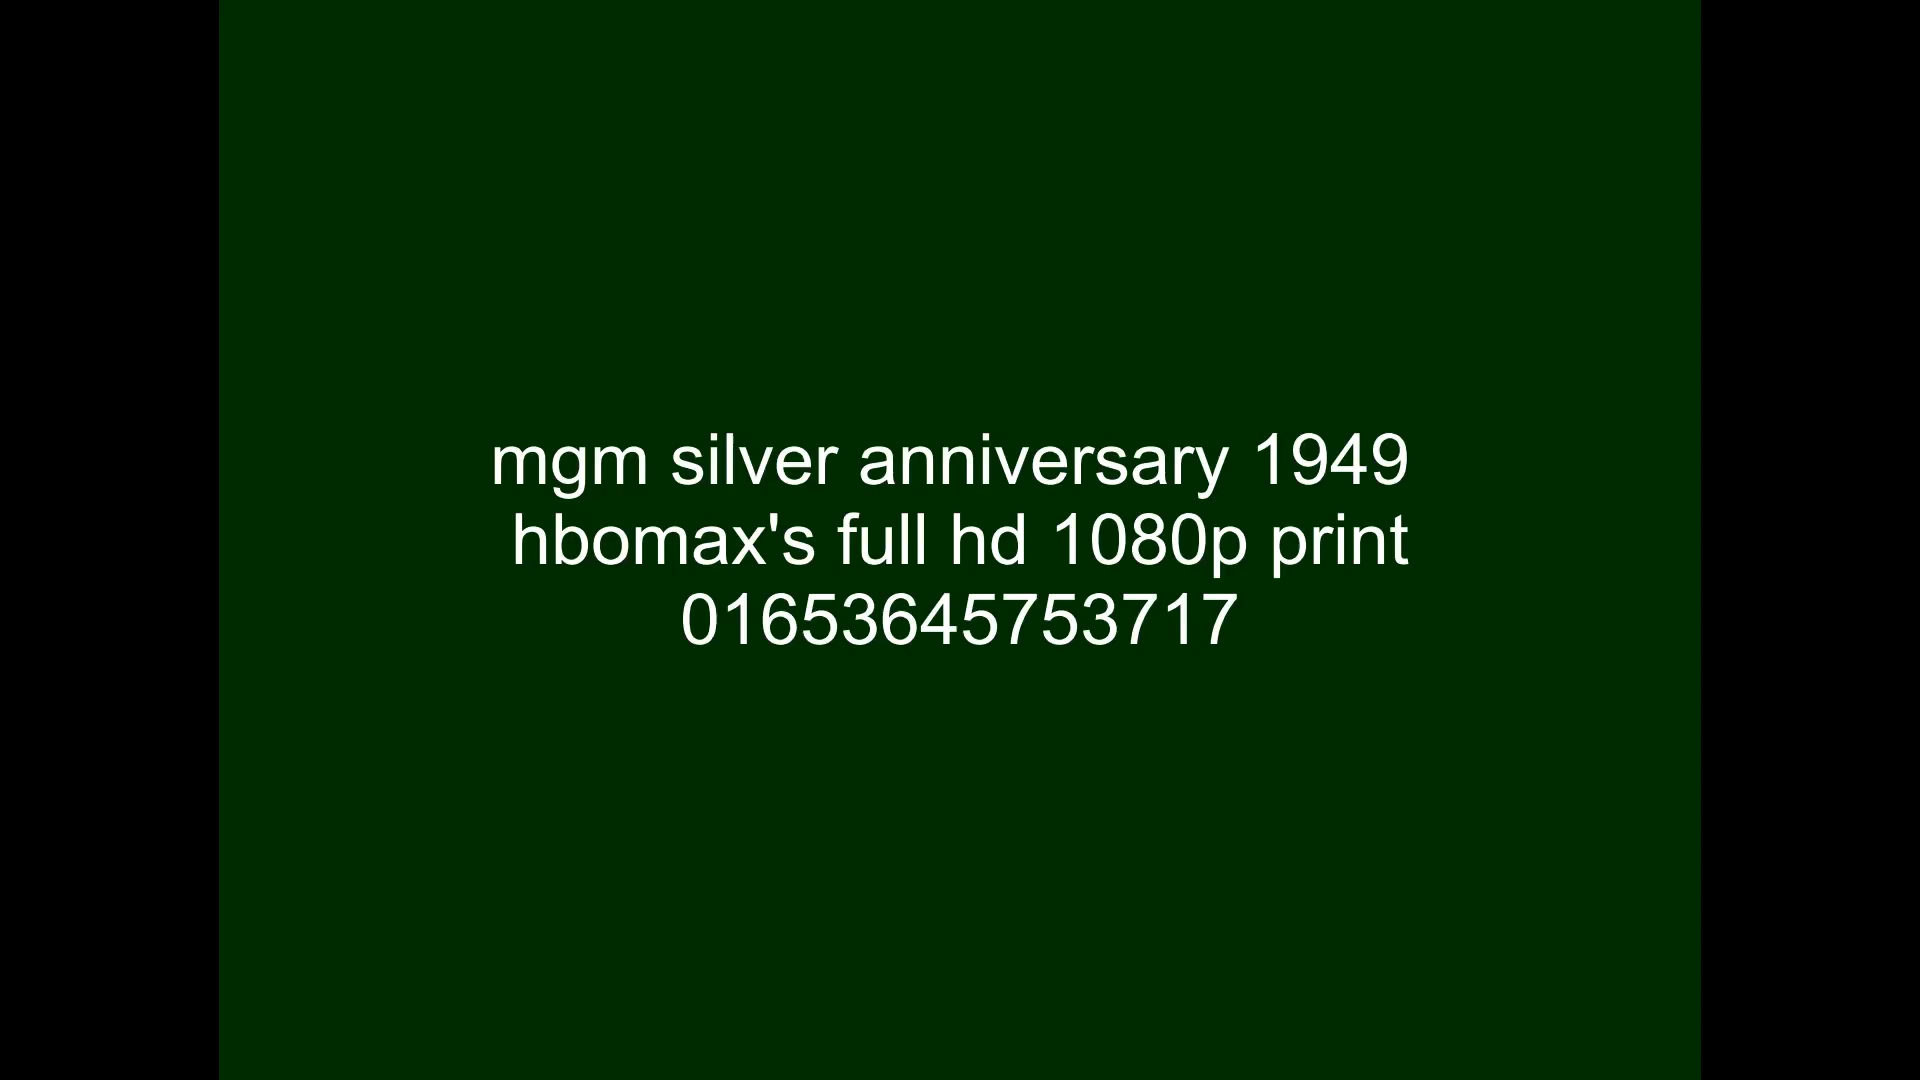 mgm silver anniversary 1949
hbomax's full hd 1080p print
01653645753717